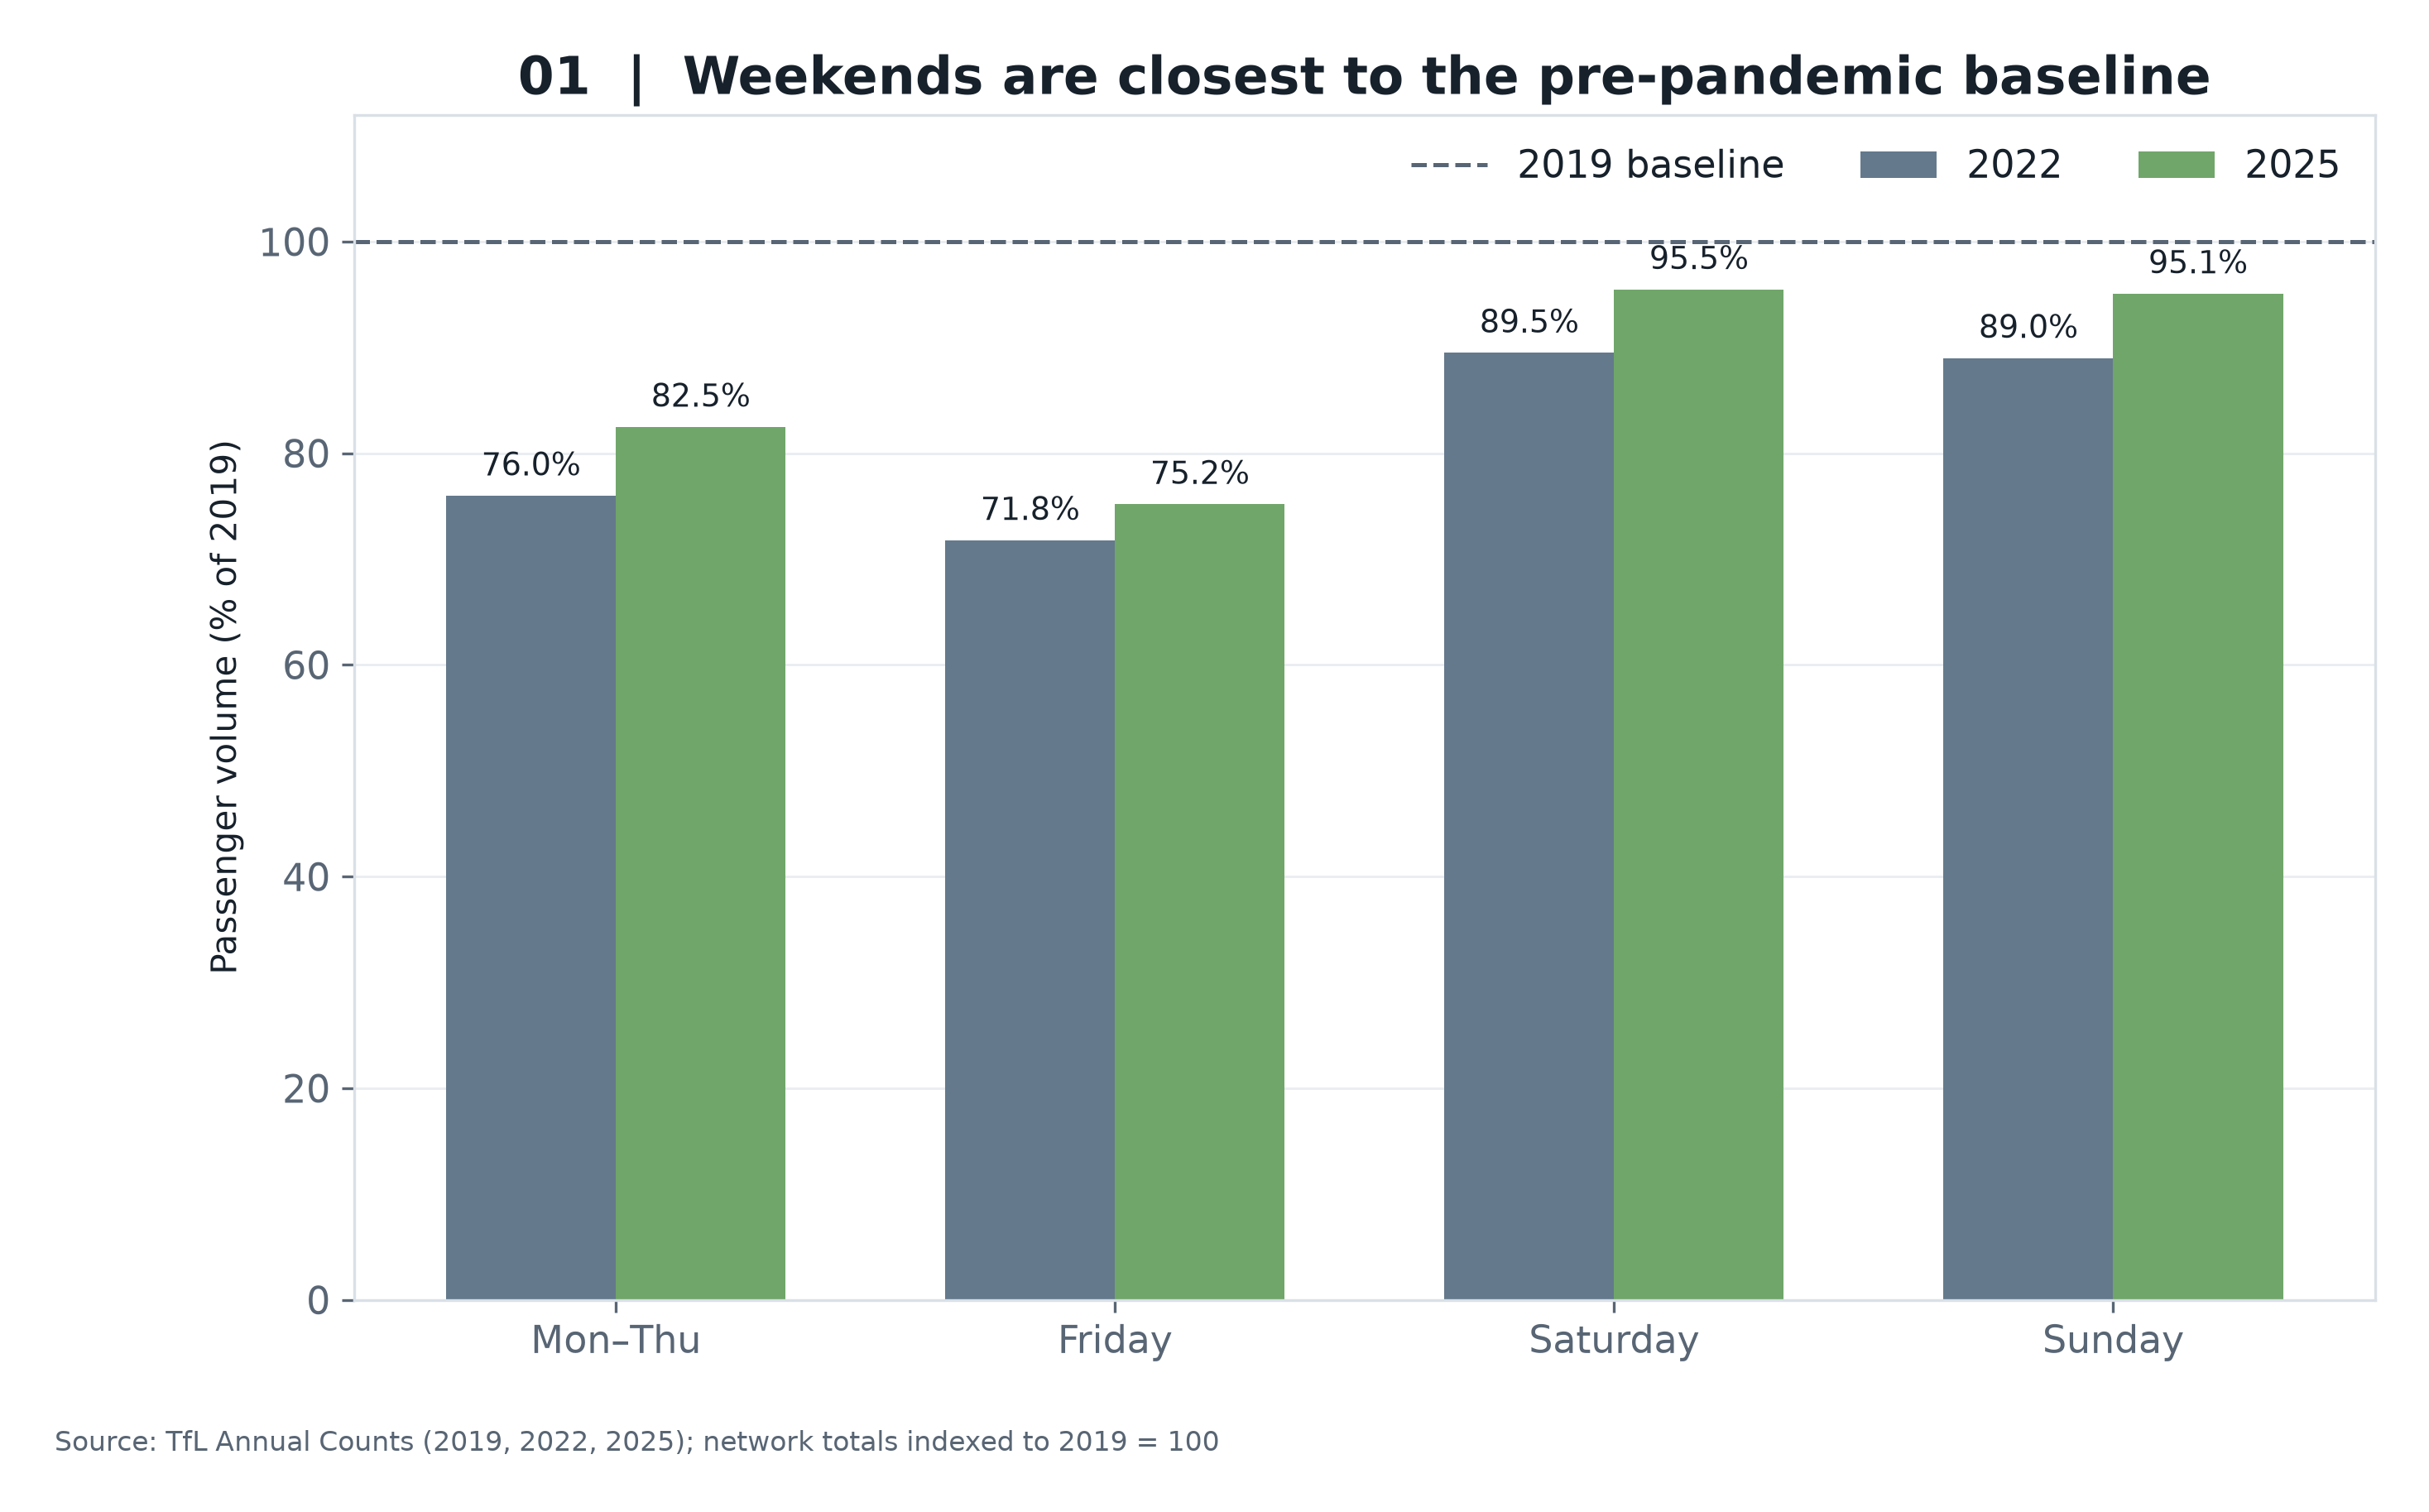 01 | Weekends are closest to the pre-pandemic baseline
2019 baseline 2022 2025
Passenger volume (% of 2019)
100
80
60
40
20
0
76.0% 82.5%
71.8% 75.2%
89.5% 95.5%
89.0% 95.1%
Mon–Thu Friday Saturday Sunday
Source: TfL Annual Counts (2019, 2022, 2025); network totals indexed to 2019 = 100